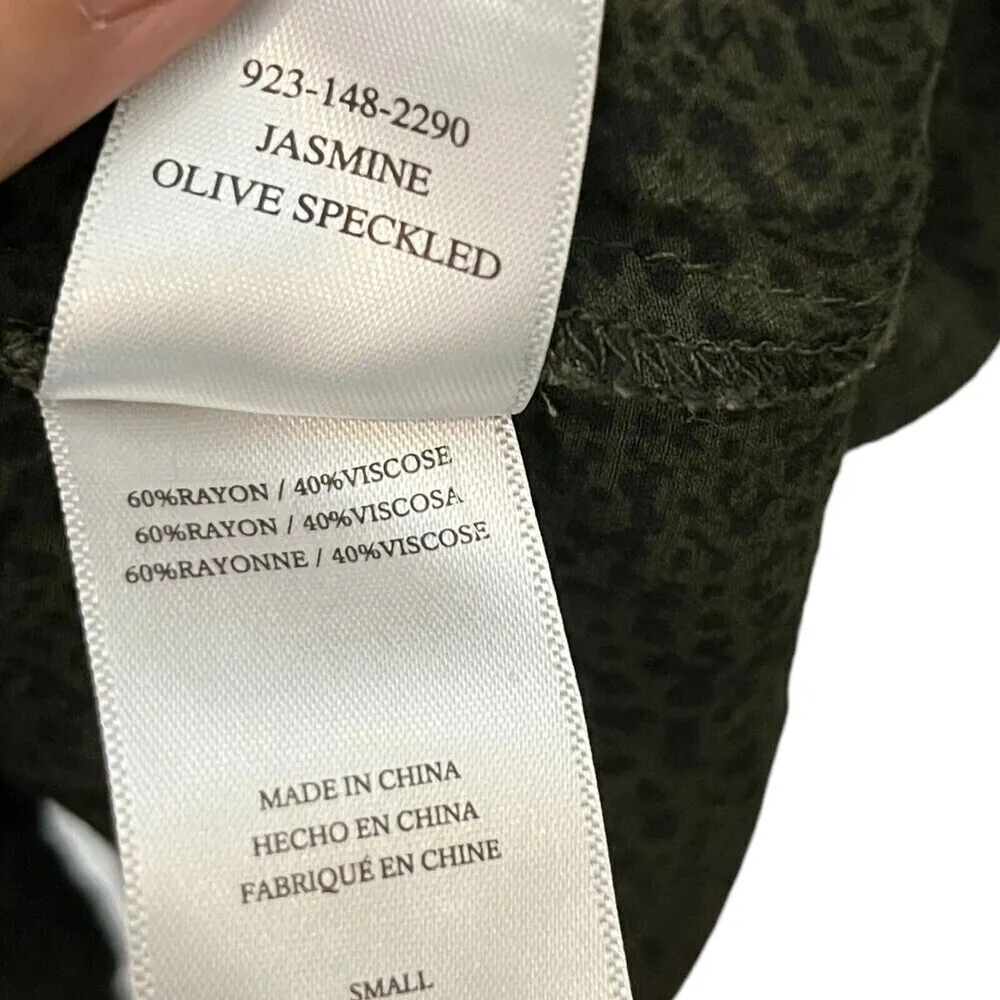 923-148-2290
JASMINE
OLIVE SPECKLED
60%RAYON / 40%VISCOSE
60%RAYON / 40%VISCOSA
60%RAYONNE / 40%VISCOSE
MADE IN CHINA
HECHO EN CHINA
FABRIQUÉ EN CHINE
SMALL